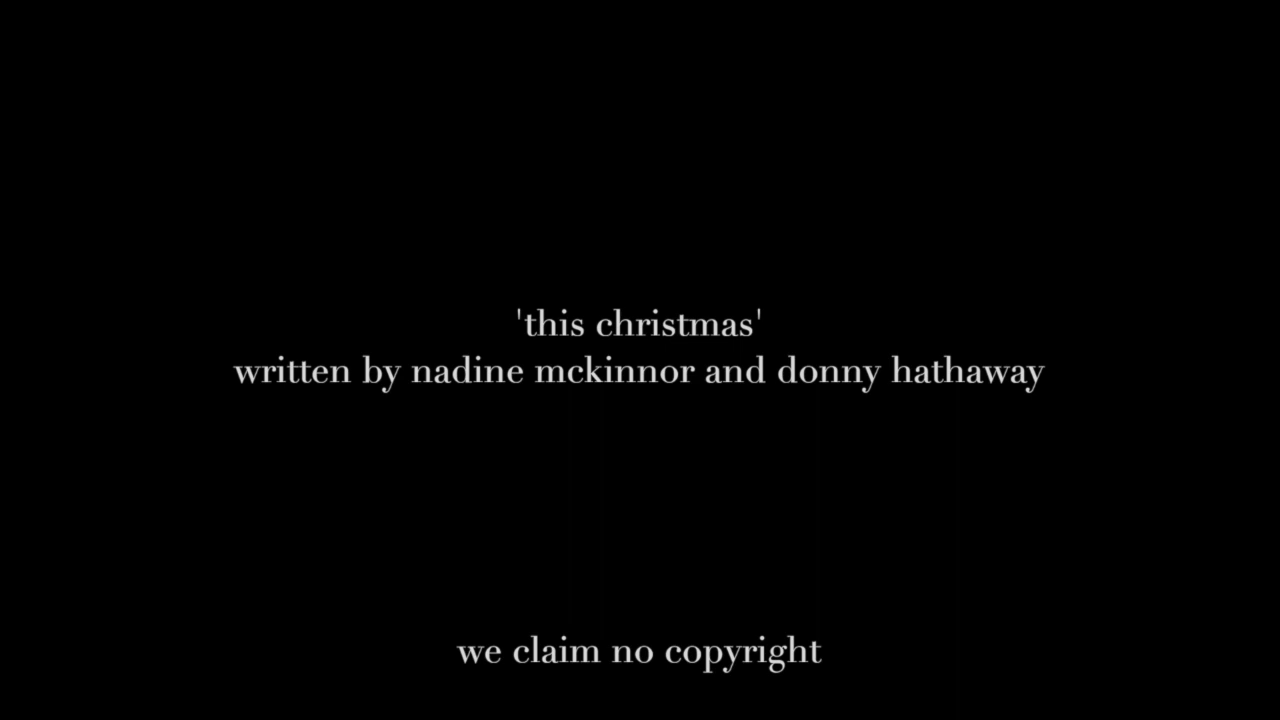 'this christmas'
written by nadine mckinnor and donny hathaway
we claim no copyright